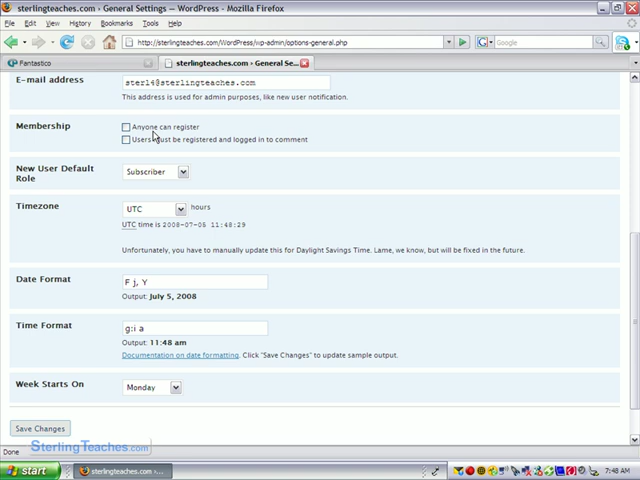 sterlingteaches.com › General Settings — WordPress - Mozilla Firefox
File Edit View History Bookmarks Tools Help
http://sterlingteaches.com/WordPress/wp-admin/options-general.php
Google
Fantastico
sterlingteaches.com › General Se...
E-mail address
ster14@sterlingteaches.com
This address is used for admin purposes, like new user notification.
Membership
Anyone can register
Users must be registered and logged in to comment
New User Default Role
Subscriber
Timezone
UTC hours
UTC time is 2008-07-05 11:48:29
Unfortunately, you have to manually update this for Daylight Savings Time. Lame, we know, but will be fixed in the future.
Date Format
F j, Y
Output: July 5, 2008
Time Format
g:i a
Output: 11:48 am
Documentation on date formatting. Click "Save Changes" to update sample output.
Week Starts On
Monday
Save Changes
SterlingTeaches.com
Done
start
sterlingteaches.com ›...
7:48 AM